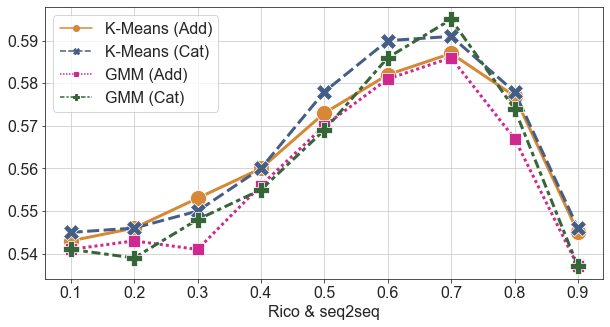 K-Means (Add)
K-Means (Cat)
GMM (Add)
GMM (Cat)
0.59
0.58
0.57
0.56
0.55
0.54
0.1 0.2 0.3 0.4 0.5 0.6 0.7 0.8 0.9
Rico & seq2seq